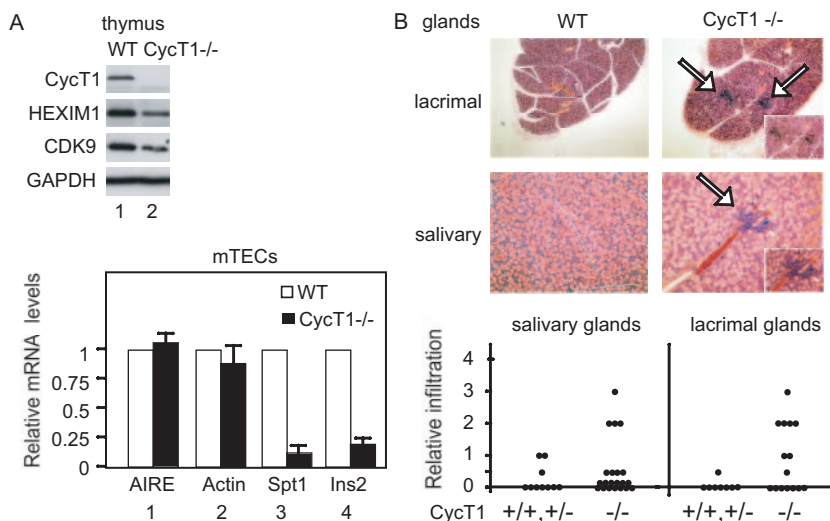 A
thymus
WT CycT1-/-
CycT1
HEXIM1
CDK9
GAPDH
1 2
mTECs
WT
CycT1-/-
Relative mRNA levels
1
0.75
0.5
0.25
0
AIRE Actin Spt1 Ins2
1 2 3 4
B
glands WT CycT1 -/-
lacrimal
salivary
salivary glands lacrimal glands
Relative infiltration
4
3
2
1
0
CycT1 +/+,+/- -/- +/+,+/- -/-